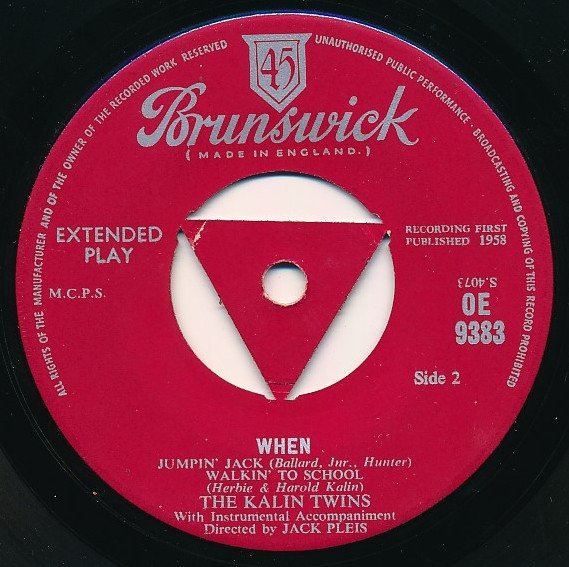 ALL RIGHTS OF THE MANUFACTURER AND OF THE OWNER OF THE RECORDED WORK RESERVED
UNAUTHORISED PUBLIC PERFORMANCE - BROADCASTING AND COPYING OF THIS RECORD PROHIBITED
45
Brunswick
( MADE IN ENGLAND. )
EXTENDED
PLAY
RECORDING FIRST
PUBLISHED 1958
M.C.P.S.
S.4073
OE
9383
Side 2
WHEN
JUMPIN' JACK (Ballard, Jnr., Hunter)
WALKIN' TO SCHOOL
(Herbie & Harold Kalin)
THE KALIN TWINS
With Instrumental Accompaniment
Directed by JACK PLEIS